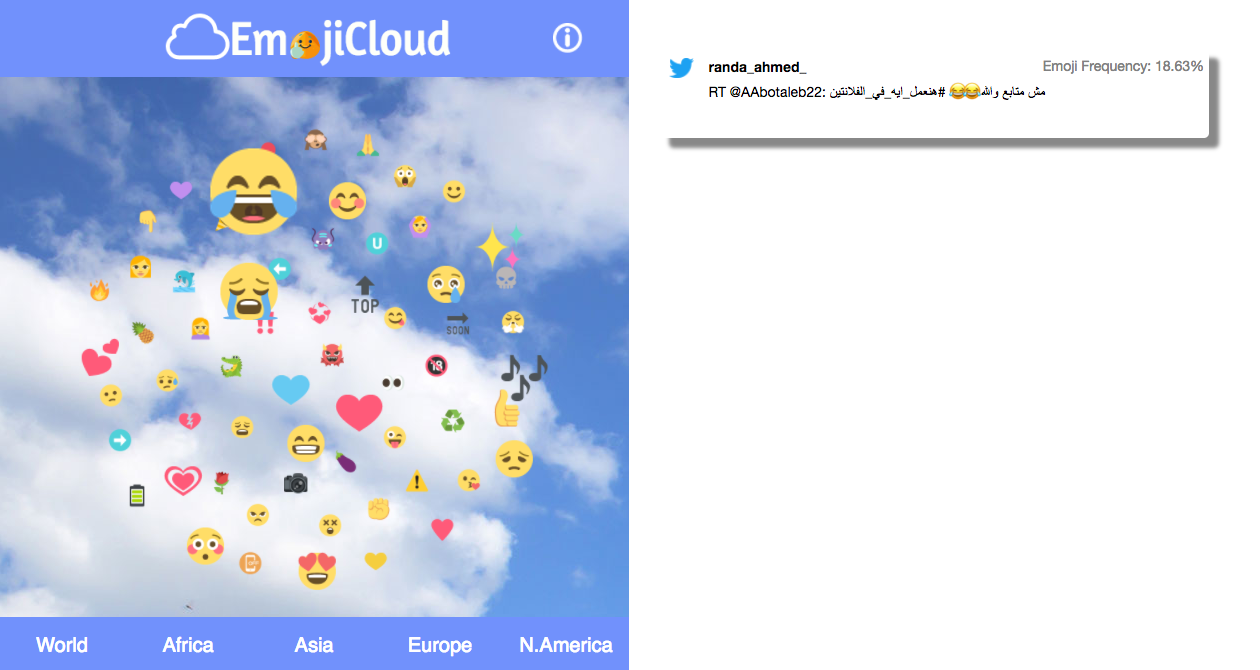 EmojiCloud
TOP
SOON
U
18
World Africa Asia Europe N.America
randa_ahmed_ Emoji Frequency: 18.63%
RT @AAbotaleb22: هنعمل_ايه_في_الفلانتين# 😂😂مش متابع والله